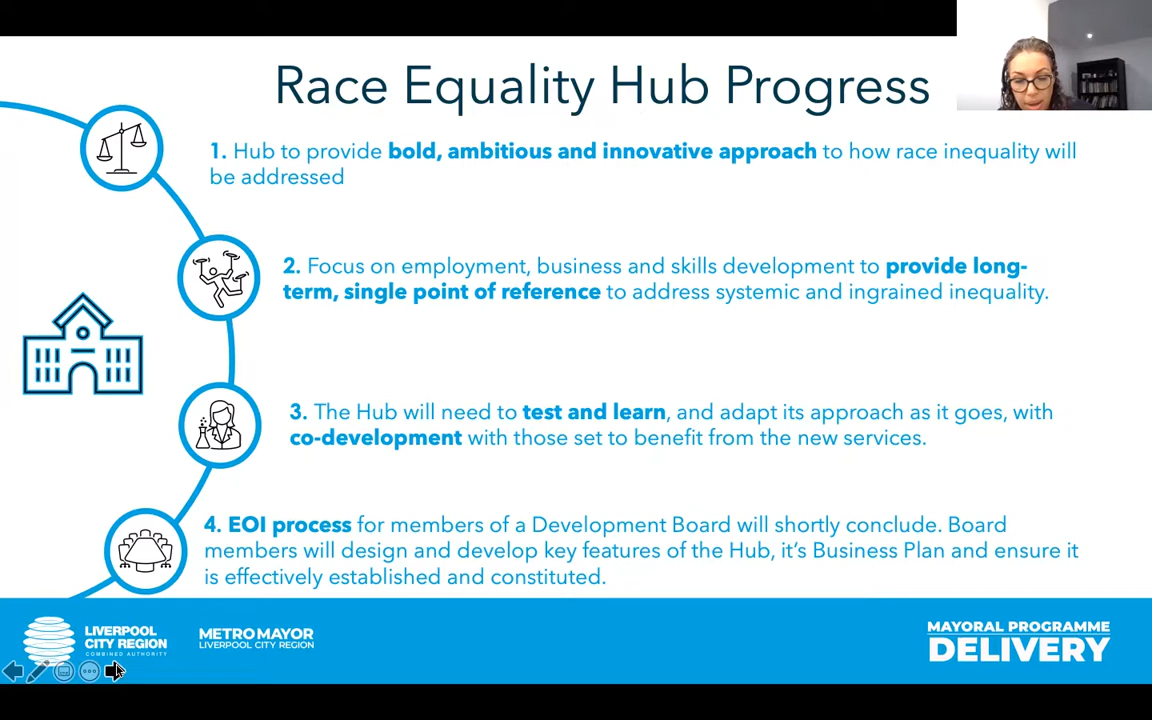 Race Equality Hub Progress
1. Hub to provide bold, ambitious and innovative approach to how race inequality will
be addressed
2. Focus on employment, business and skills development to provide long-
term, single point of reference to address systemic and ingrained inequality.
3. The Hub will need to test and learn, and adapt its approach as it goes, with
co-development with those set to benefit from the new services.
4. EOI process for members of a Development Board will shortly conclude. Board
members will design and develop key features of the Hub, it's Business Plan and ensure it
is effectively established and constituted.
LIVERPOOL
CITY REGION
COMBINED AUTHORITY
METRO MAYOR
LIVERPOOL CITY REGION
MAYORAL PROGRAMME
DELIVERY